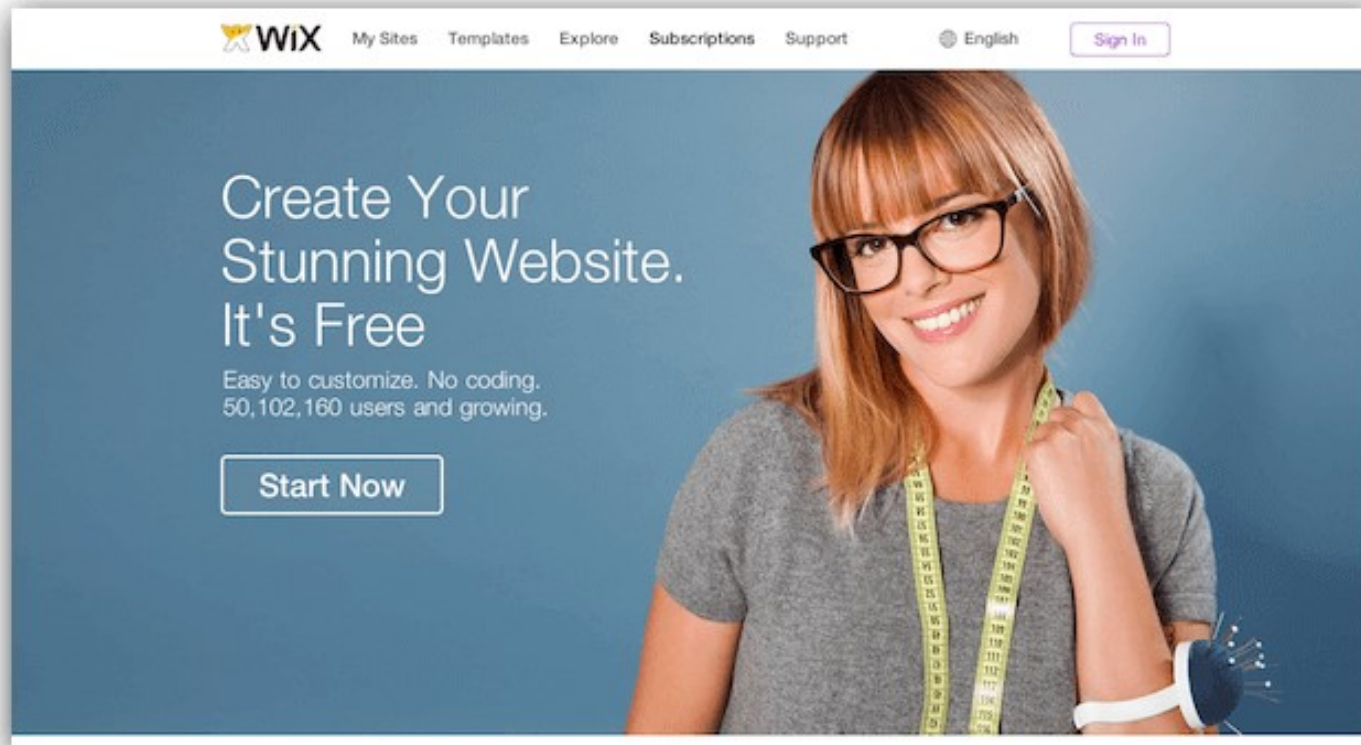 WiX
My Sites Templates Explore Subscriptions Support English Sign In
Create Your
Stunning Website.
It's Free
Easy to customize. No coding.
50,102,160 users and growing.
Start Now